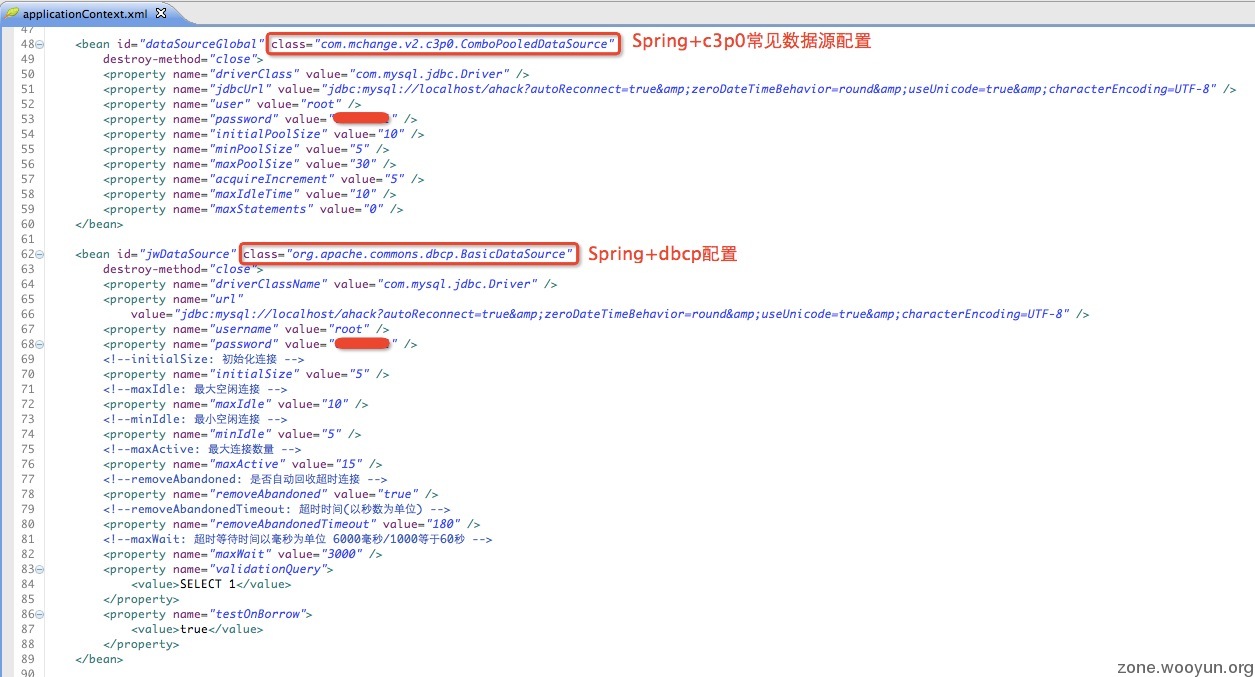 applicationContext.xml
47
48 <bean id="dataSourceGlobal" class="com.mchange.v2.c3p0.ComboPooledDataSource" Spring+c3p0常见数据源配置
49 destroy-method="close">
50 <property name="driverClass" value="com.mysql.jdbc.Driver" />
51 <property name="jdbcUrl" value="jdbc:mysql://localhost/ahack?autoReconnect=true&amp;zeroDateTimeBehavior=round&amp;useUnicode=true&amp;characterEncoding=UTF-8" />
52 <property name="user" value="root" />
53 <property name="password" value=" " />
54 <property name="initialPoolSize" value="10" />
55 <property name="minPoolSize" value="5" />
56 <property name="maxPoolSize" value="30" />
57 <property name="acquireIncrement" value="5" />
58 <property name="maxIdleTime" value="10" />
59 <property name="maxStatements" value="0" />
60 </bean>
61
62 <bean id="jwDataSource" class="org.apache.commons.dbcp.BasicDataSource" Spring+dbcp配置
63 destroy-method="close">
64 <property name="driverClassName" value="com.mysql.jdbc.Driver" />
65 <property name="url"
66 value="jdbc:mysql://localhost/ahack?autoReconnect=true&amp;zeroDateTimeBehavior=round&amp;useUnicode=true&amp;characterEncoding=UTF-8" />
67 <property name="username" value="root" />
68 <property name="password" value=" " />
69 <!--initialSize: 初始化连接 -->
70 <property name="initialSize" value="5" />
71 <!--maxIdle: 最大空闲连接 -->
72 <property name="maxIdle" value="10" />
73 <!--minIdle: 最小空闲连接 -->
74 <property name="minIdle" value="5" />
75 <!--maxActive: 最大连接数量 -->
76 <property name="maxActive" value="15" />
77 <!--removeAbandoned: 是否自动回收超时连接 -->
78 <property name="removeAbandoned" value="true" />
79 <!--removeAbandonedTimeout: 超时时间(以秒数为单位) -->
80 <property name="removeAbandonedTimeout" value="180" />
81 <!--maxWait: 超时等待时间以毫秒为单位 6000毫秒/1000等于60秒 -->
82 <property name="maxWait" value="3000" />
83 <property name="validationQuery">
84 <value>SELECT 1</value>
85 </property>
86 <property name="testOnBorrow">
87 <value>true</value>
88 </property>
89 </bean>
90
zone.wooyun.org